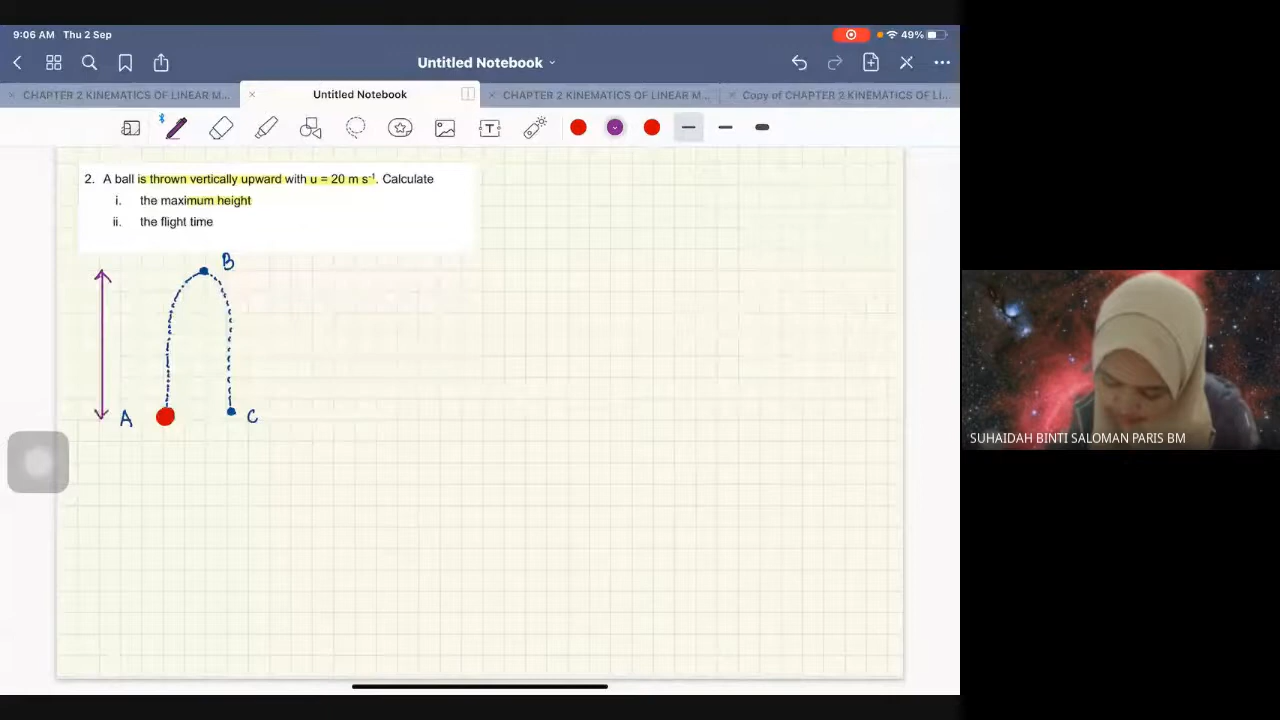 9:06 AM Thu 2 Sep
49%
Untitled Notebook
CHAPTER 2 KINEMATICS OF LINEAR M...
Untitled Notebook
CHAPTER 2 KINEMATICS OF LINEAR M...
Copy of CHAPTER 2 KINEMATICS OF LI...
T
2. A ball is thrown vertically upward with u = 20 m s⁻¹. Calculate
i. the maximum height
ii. the flight time
B
A
C
SUHAIDAH BINTI SALOMAN PARIS BM